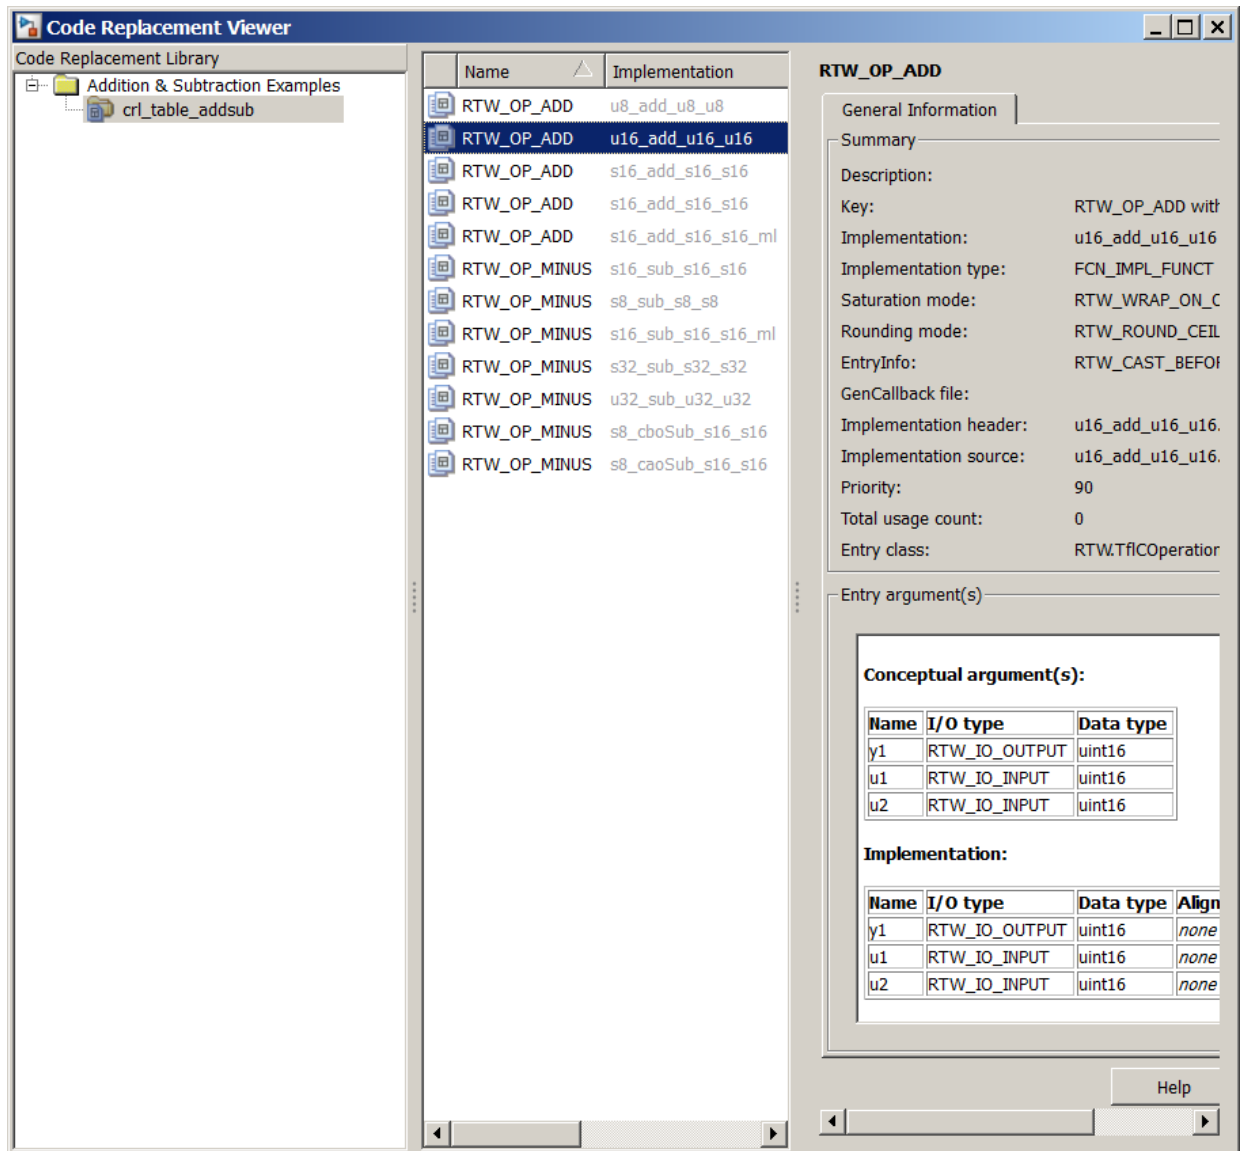 Code Replacement Viewer
Code Replacement Library
Addition & Subtraction Examples
crl_table_addsub
Name Implementation
RTW_OP_ADD u8_add_u8_u8
RTW_OP_ADD u16_add_u16_u16
RTW_OP_ADD s16_add_s16_s16
RTW_OP_ADD s16_add_s16_s16
RTW_OP_ADD s16_add_s16_s16_ml
RTW_OP_MINUS s16_sub_s16_s16
RTW_OP_MINUS s8_sub_s8_s8
RTW_OP_MINUS s16_sub_s16_s16_ml
RTW_OP_MINUS s32_sub_s32_s32
RTW_OP_MINUS u32_sub_u32_u32
RTW_OP_MINUS s8_cboSub_s16_s16
RTW_OP_MINUS s8_caoSub_s16_s16
RTW_OP_ADD
General Information
Summary
Description:
Key: RTW_OP_ADD with
Implementation: u16_add_u16_u16
Implementation type: FCN_IMPL_FUNCT
Saturation mode: RTW_WRAP_ON_O
Rounding mode: RTW_ROUND_CEIL
EntryInfo: RTW_CAST_BEFOR
GenCallback file:
Implementation header: u16_add_u16_u16.
Implementation source: u16_add_u16_u16.
Priority: 90
Total usage count: 0
Entry class: RTW.TflCOperation
Entry argument(s)
Conceptual argument(s):
Name I/O type Data type
y1 RTW_IO_OUTPUT uint16
u1 RTW_IO_INPUT uint16
u2 RTW_IO_INPUT uint16
Implementation:
Name I/O type Data type Align
y1 RTW_IO_OUTPUT uint16 none
u1 RTW_IO_INPUT uint16 none
u2 RTW_IO_INPUT uint16 none
Help